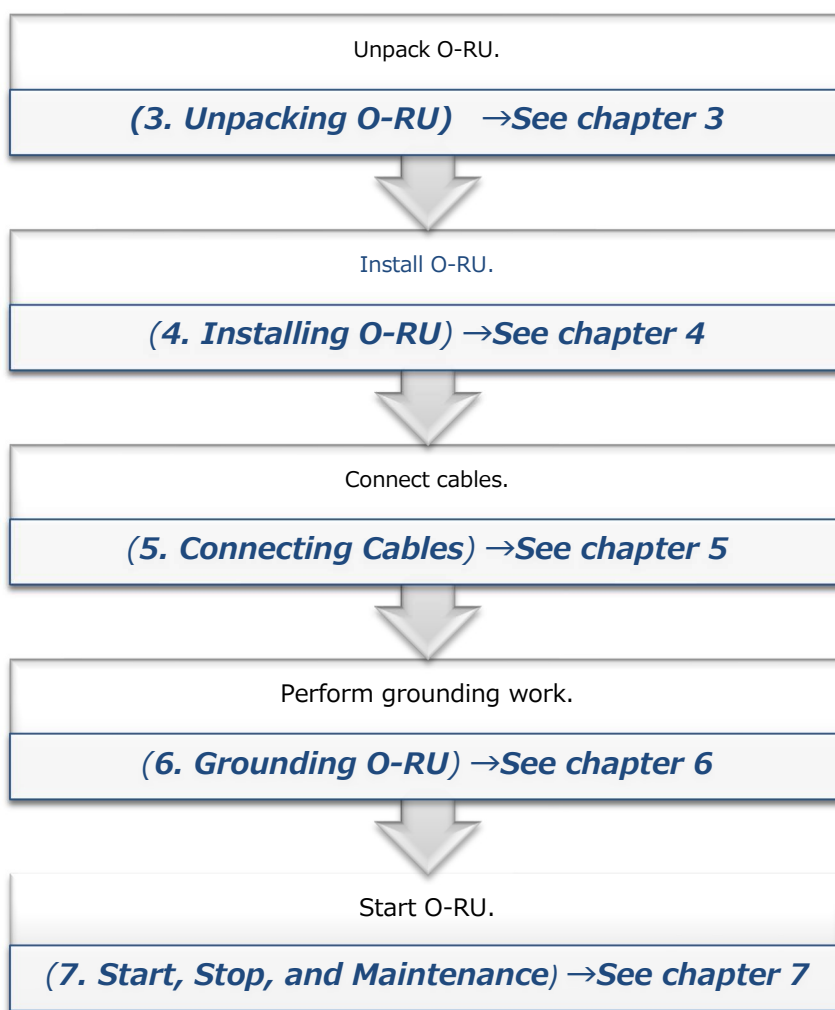 Unpack O-RU.
(3. Unpacking O-RU) →See chapter 3
Install O-RU.
(4. Installing O-RU) →See chapter 4
Connect cables.
(5. Connecting Cables) →See chapter 5
Perform grounding work.
(6. Grounding O-RU) →See chapter 6
Start O-RU.
(7. Start, Stop, and Maintenance) →See chapter 7